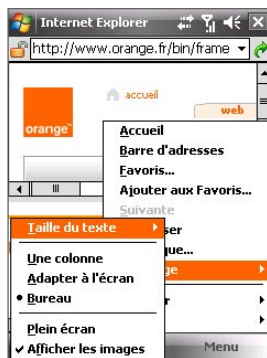 Internet Explorer
http://www.orange.fr/bin/frame
accueil
web
orange™
Accueil
Barre d'adresses
Favoris...
Ajouter aux Favoris...
Suivante
Taille du texte
Une colonne
Adapter à l'écran
Bureau
Plein écran
Afficher les images
Menu